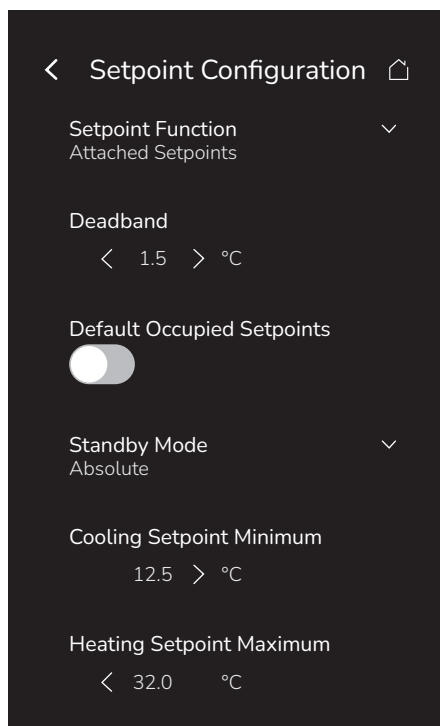 Setpoint Configuration
Setpoint Function
Attached Setpoints
Deadband
1.5 °C
Default Occupied Setpoints
Standby Mode
Absolute
Cooling Setpoint Minimum
12.5 °C
Heating Setpoint Maximum
32.0 °C